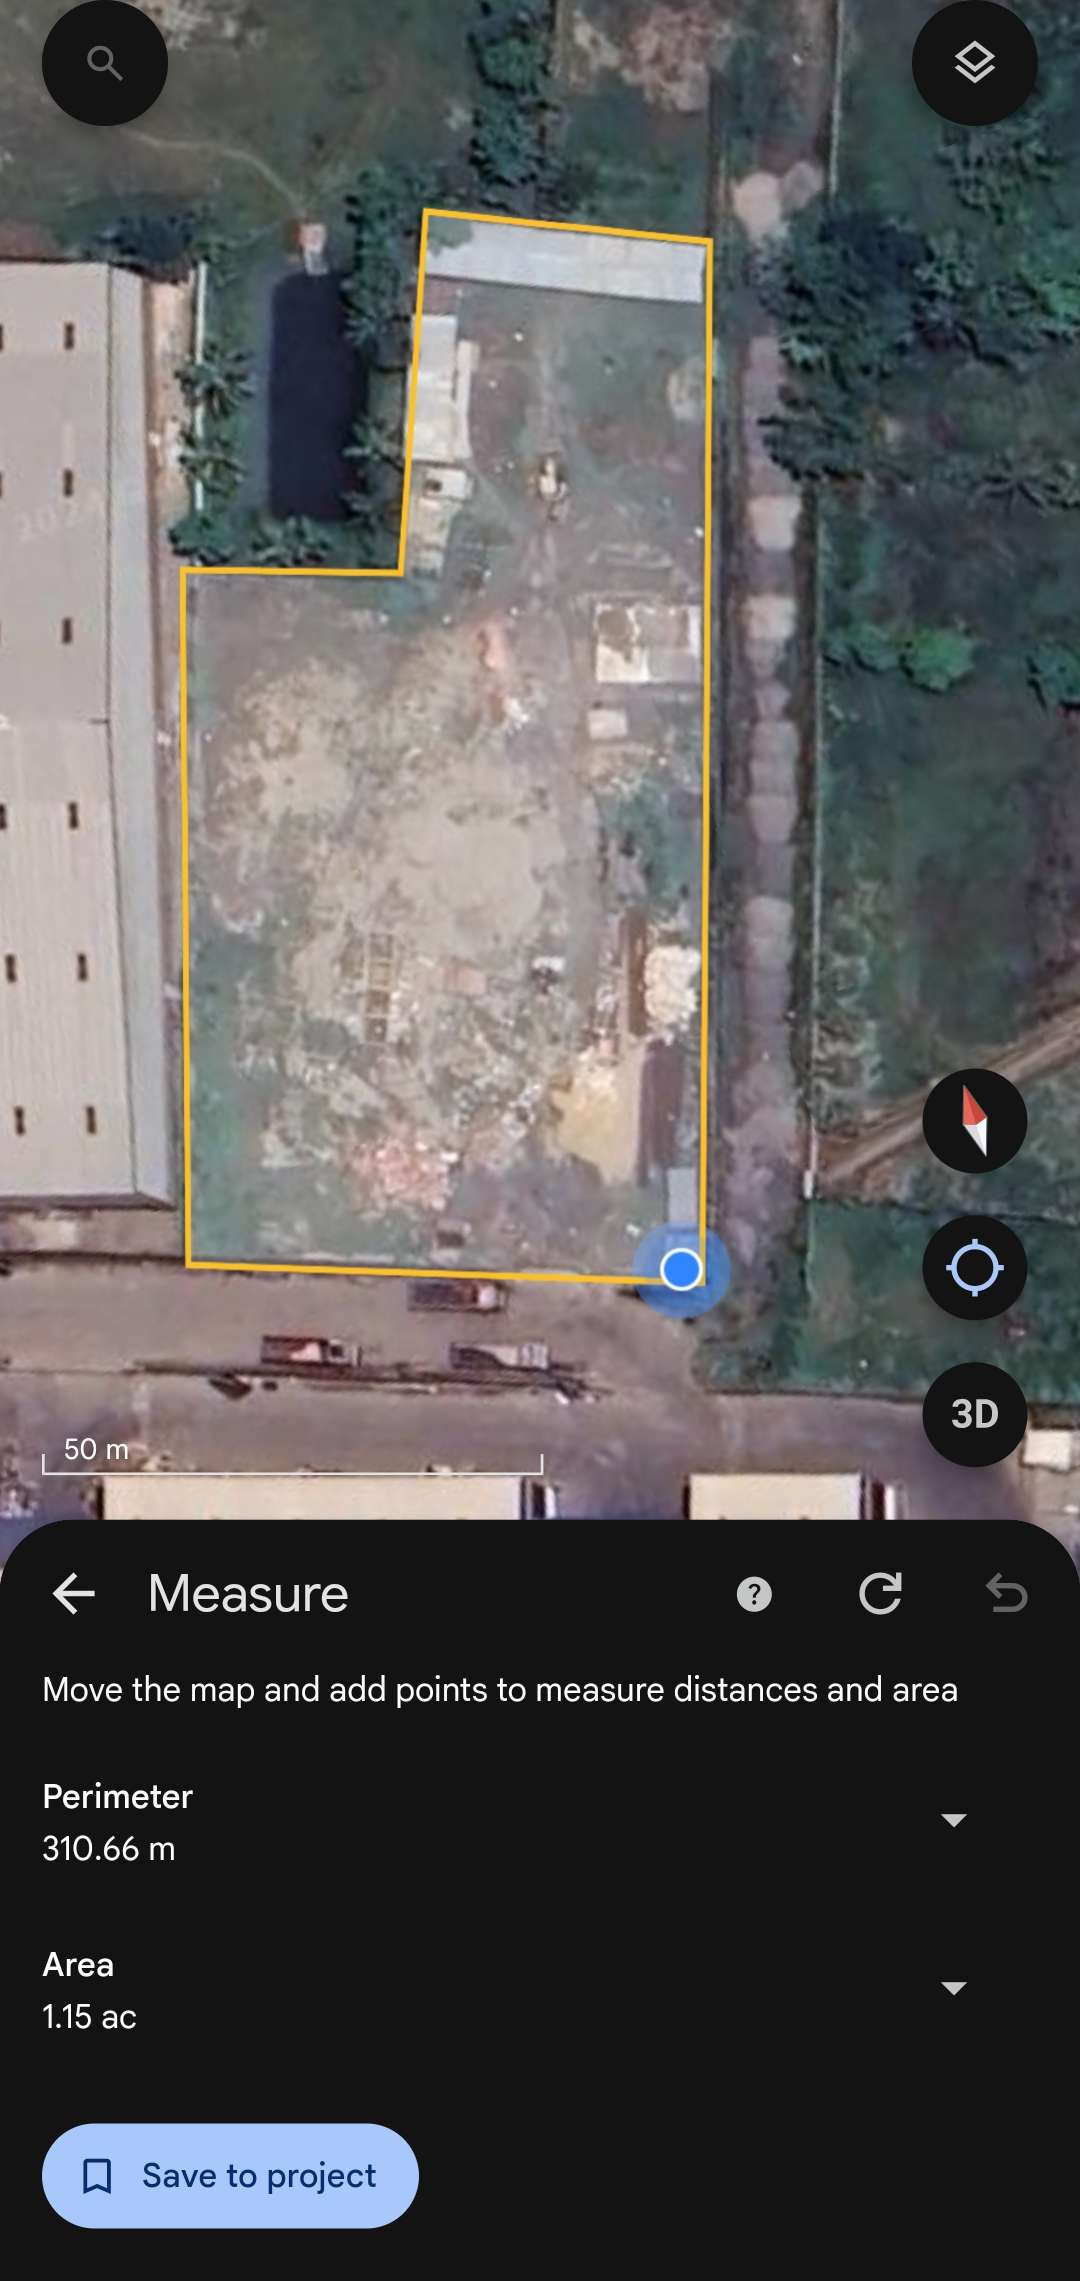 3D
50 m
Measure
Move the map and add points to measure distances and area
Perimeter
310.66 m
Area
1.15 ac
Save to project